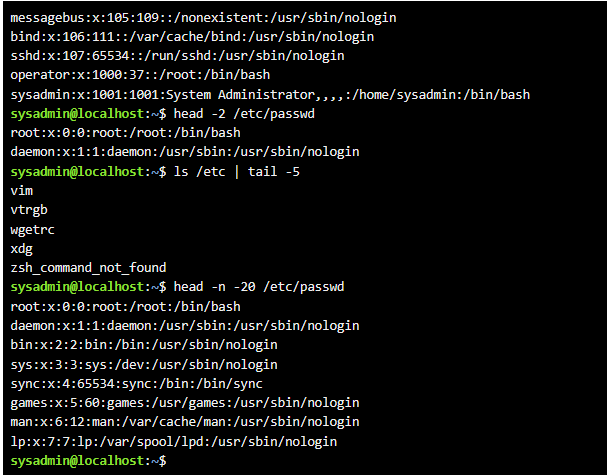 messagebus:x:105:109::/nonexistent:/usr/sbin/nologin
bind:x:106:111::/var/cache/bind:/usr/sbin/nologin
sshd:x:107:65534::/run/sshd:/usr/sbin/nologin
operator:x:1000:37::/root:/bin/bash
sysadmin:x:1001:1001:System Administrator,,,,:/home/sysadmin:/bin/bash
sysadmin@localhost:~$ head -2 /etc/passwd
root:x:0:0:root:/root:/bin/bash
daemon:x:1:1:daemon:/usr/sbin:/usr/sbin/nologin
sysadmin@localhost:~$ ls /etc | tail -5
vim
vtrgb
wgetrc
xdg
zsh_command_not_found
sysadmin@localhost:~$ head -n -20 /etc/passwd
root:x:0:0:root:/root:/bin/bash
daemon:x:1:1:daemon:/usr/sbin:/usr/sbin/nologin
bin:x:2:2:bin:/bin:/usr/sbin/nologin
sys:x:3:3:sys:/dev:/usr/sbin/nologin
sync:x:4:65534:sync:/bin:/bin/sync
games:x:5:60:games:/usr/games:/usr/sbin/nologin
man:x:6:12:man:/var/cache/man:/usr/sbin/nologin
lp:x:7:7:lp:/var/spool/lpd:/usr/sbin/nologin
sysadmin@localhost:~$